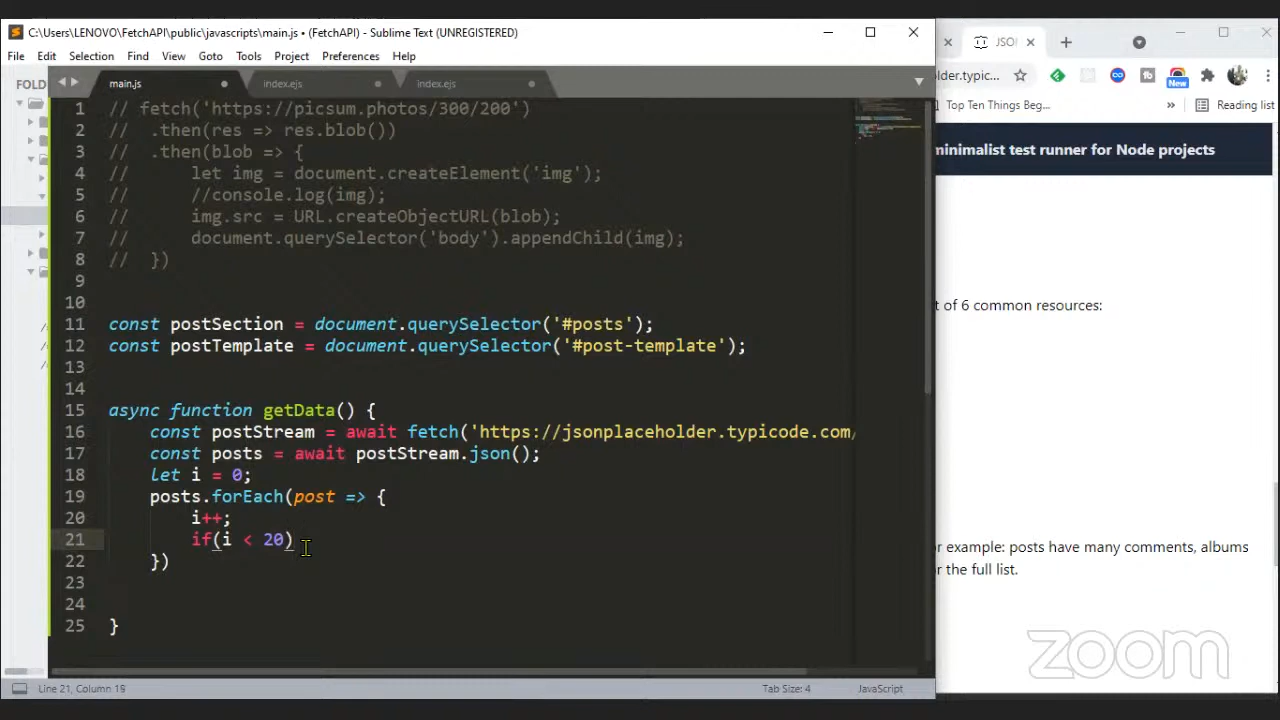 C:\Users\LENOVO\FetchAPI\public\javascripts\main.js • (FetchAPI) - Sublime Text (UNREGISTERED)
File Edit Selection Find View Goto Tools Project Preferences Help
FOLD
main.js
index.ejs
index.ejs
1 // fetch('https://picsum.photos/300/200')
2 // .then(res => res.blob())
3 // .then(blob => {
4 // let img = document.createElement('img');
5 // //console.log(img);
6 // img.src = URL.createObjectURL(blob);
7 // document.querySelector('body').appendChild(img);
8 // })
9
10
11 const postSection = document.querySelector('#posts');
12 const postTemplate = document.querySelector('#post-template');
13
14
15 async function getData() {
16 const postStream = await fetch('https://jsonplaceholder.typicode.com/
17 const posts = await postStream.json();
18 let i = 0;
19 posts.forEach(post => {
20 i++;
21 if(i < 20)
22 })
23
24
25 }
Line 21, Column 19
Tab Size: 4
JavaScript
JSO
older.typic...
New
Top Ten Things Beg...
»
Reading list
minimalist test runner for Node projects
t of 6 common resources:
or example: posts have many comments, albums
r the full list.
zoom